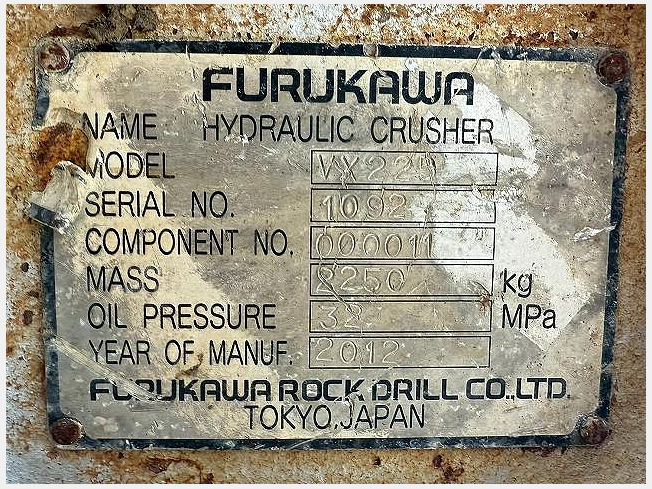 FURUKAWA
NAME HYDRAULIC CRUSHER
MODEL
SERIAL NO. 1092
COMPONENT NO. 000011
MASS 2250 kg
OIL PRESSURE 32 MPa
YEAR OF MANUF. 2012
FURUKAWA ROCK DRILL CO.,LTD.
TOKYO,JAPAN